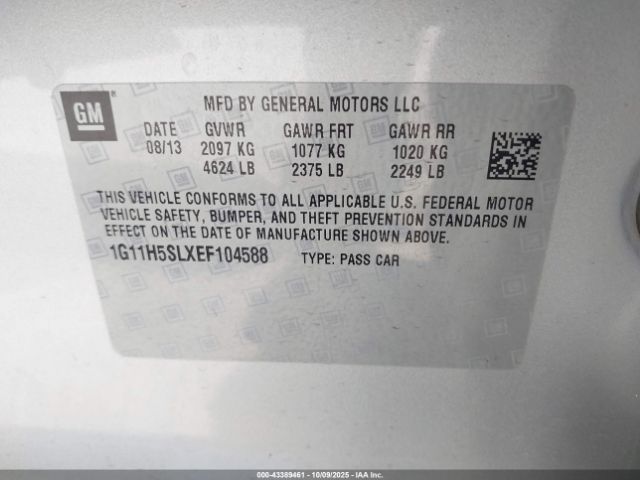 GM
MFD BY GENERAL MOTORS LLC
DATE GVWR GAWR FRT GAWR RR
08/13 2097 KG 1077 KG 1020 KG
4624 LB 2375 LB 2249 LB
THIS VEHICLE CONFORMS TO ALL APPLICABLE U.S. FEDERAL MOTOR
VEHICLE SAFETY, BUMPER, AND THEFT PREVENTION STANDARDS IN
EFFECT ON THE DATE OF MANUFACTURE SHOWN ABOVE.
1G11H5SLXEF104588 TYPE: PASS CAR
000-43389461 - 10/09/2025 - IAAI.COM